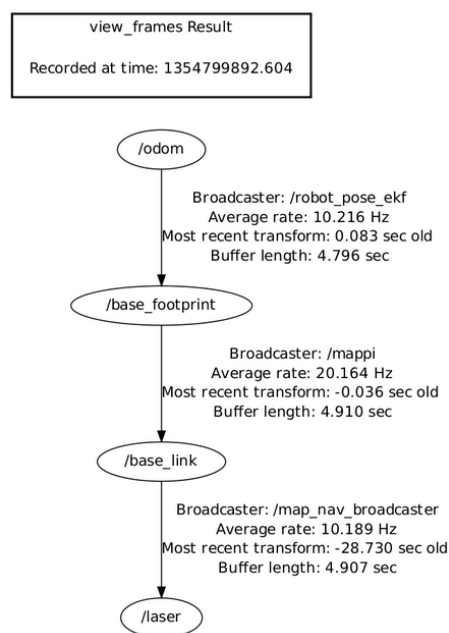 view_frames Result
Recorded at time: 1354799892.604
/odom
Broadcaster: /robot_pose_ekf
Average rate: 10.216 Hz
Most recent transform: 0.083 sec old
Buffer length: 4.796 sec
/base_footprint
Broadcaster: /mappi
Average rate: 20.164 Hz
Most recent transform: -0.036 sec old
Buffer length: 4.910 sec
/base_link
Broadcaster: /map_nav_broadcaster
Average rate: 10.189 Hz
Most recent transform: -28.730 sec old
Buffer length: 4.907 sec
/laser